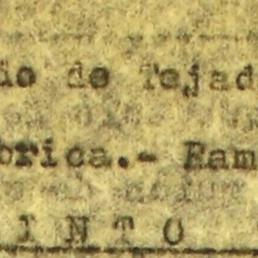 io de Tejad
brica.- Ram
I N T O